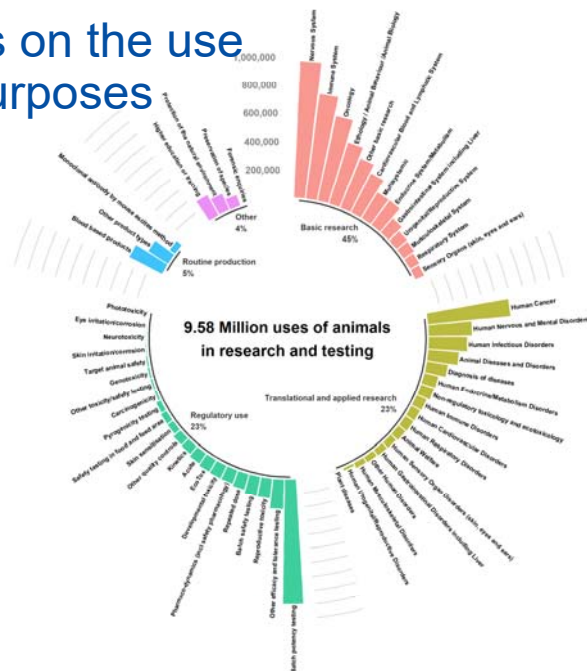 s on the use
urposes
1,000,000
800,000
600,000
400,000
200,000
Nervous System
Immune System
Oncology
Ethology / Animal Behaviour /Animal Biology
Other basic research
Cardiovascular Blood and Lymphatic System
Multisystemic
Endocrine System/Metabolism
Gastrointestinal System including Liver
Urogenital/Reproductive System
Musculoskeletal System
Respiratory System
Sensory Organs (skin, eyes and ears)
Basic research
45%
Human Cancer
Human Nervous and Mental Disorders
Human Infectious Disorders
Animal Diseases and Disorders
Diagnosis of diseases
Human Endocrine/Metabolism Disorders
Non-regulatory toxicology and ecotoxicology
Human Immune Disorders
Human Cardiovascular Disorders
Human Respiratory Disorders
Animal Welfare
Human Sensory Organ Disorders (skin, eyes and ears)
Human Gastrointestinal Disorders including Liver
Other Human Disorders
Human Musculoskeletal Disorders
Human Urogenital/Reproductive Disorders
Plant diseases
Translational and applied research
23%
9.58 Million uses of animals
in research and testing
atch potency testing
Other efficacy and tolerance testing
Reproductive toxicity
Batch safety testing
Repeated dose
Pharmaco-dynamics (incl safety pharmacology)
Developmental toxicity
Eco-Tox
Acute
Kinetics
Other quality controls
Skin sensitisation
Safety testing in food and feed area
Pyrogenicity testing
Carcinogenicity
Other toxicity/safety testing
Genotoxicity
Target animal safety
Skin irritation/corrosion
Neurotoxicity
Eye irritation/corrosion
Phototoxicity
Regulatory use
23%
Blood based products
Other product types
Monoclonal antibody by mouse ascites method
Routine production
5%
Higher education or training
Protection of the natural environment
Preservation of species
Forensic enquiries
Other
4%